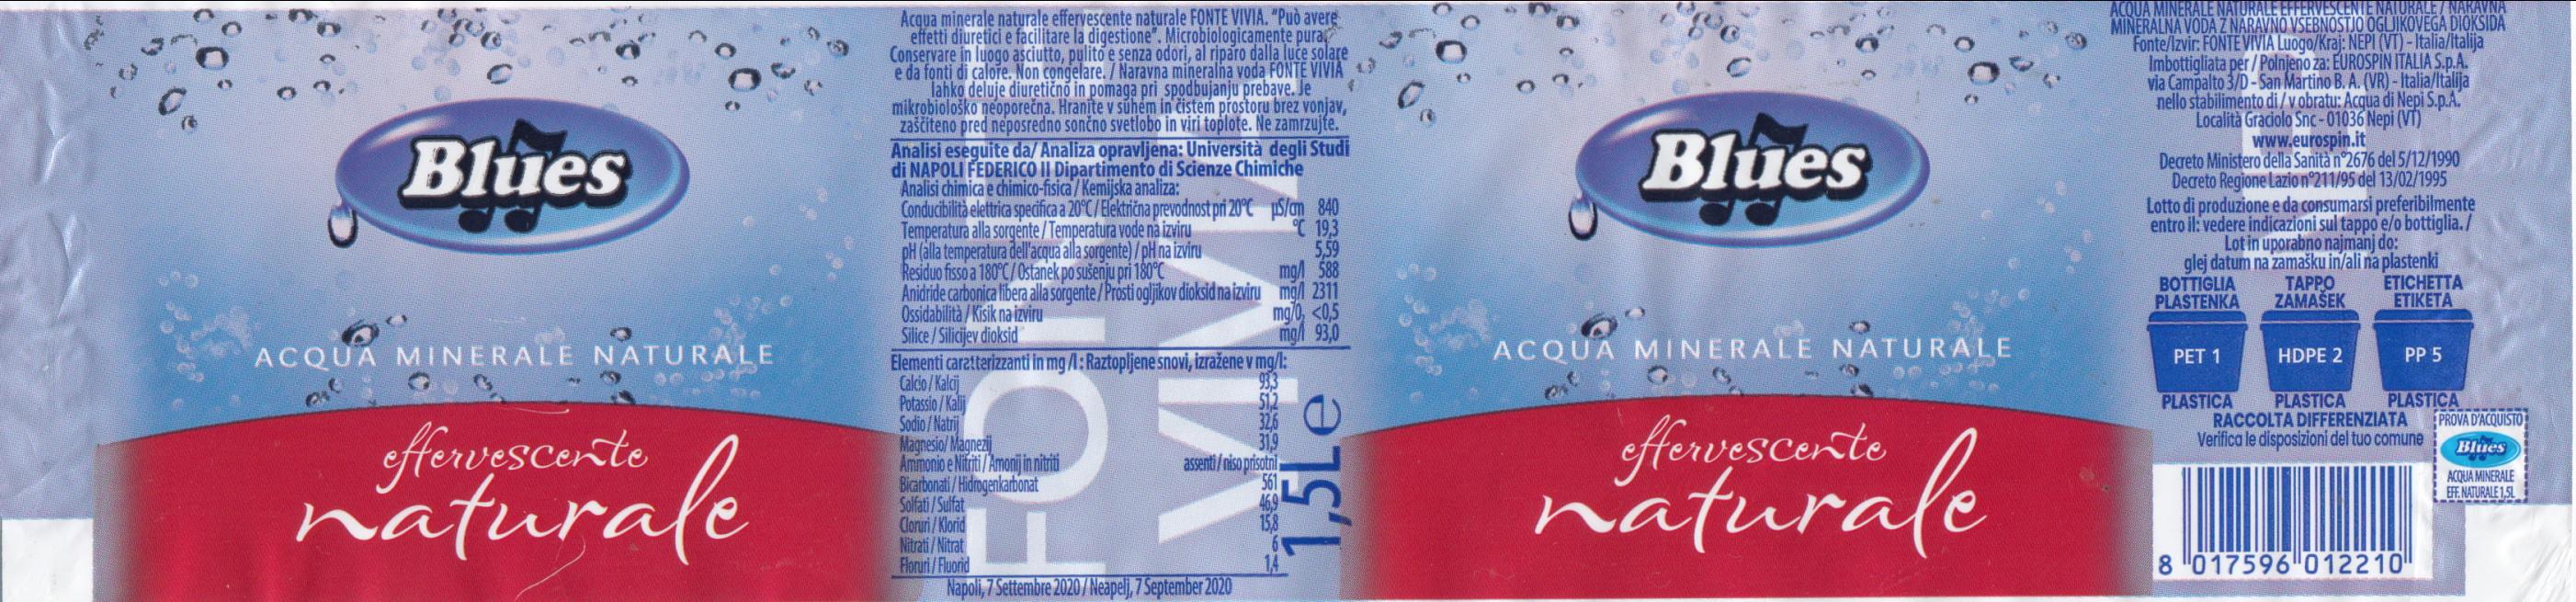 Blues
ACQUA MINERALE NATURALE
effervescente
naturale
Acqua minerale naturale effervescente naturale FONTE VIVIA. "Può avere
effetti diuretici e facilitare la digestione". Microbiologicamente pura.
Conservare in luogo asciutto, pulito e senza odori, al riparo dalla luce solare
e da fonti di calore. Non congelare. / Naravna mineralna voda FONTE VIVIA
lahko deluje diuretično in pomaga pri spodbujanju prebave. Je
mikrobiološko neoporečna. Hranite v suhem in čistem prostoru brez vonjav,
zaščiteno pred neposredno sončno svetlobo in viri toplote. Ne zamrzujte.
Analisi eseguite da/ Analiza opravljena: Università degli Studi
di NAPOLI FEDERICO II Dipartimento di Scienze Chimiche
Analisi chimica e chimico-fisica / Kemijska analiza:
Conducibilità elettrica specifica a 20°C / Električna prevodnost pri 20°C µS/cm 840
Temperatura alla sorgente / Temperatura vode na izviru °C 19,3
pH (alla temperatura dell'acqua alla sorgente) / pH na izviru 5,59
Residuo fisso a 180°C / Ostanek po sušenju pri 180°C mg/l 588
Anidride carbonica libera alla sorgente / Prosti ogljikov dioksid na izviru mg/l 2311
Ossidabilità / Kisik na izviru mg/O₂ <0,5
Silice / Silicijev dioksid mg/l 93,0
Elementi caratterizzanti in mg/l : Raztopljene snovi, izražene v mg/l:
Calcio / Kalcij 93,3
Potassio / Kalij 51,2
Sodio / Natrij 32,6
Magnesio/ Magnezij 31,9
Ammonio e Nitriti / Amonij in nitriti assenti / niso prisotni
Bicarbonati / Hidrogenkarbonat 561
Solfati / Sulfat 46,9
Cloruri / Klorid 15,8
Nitrati / Nitrat 6
Floruri / Fluorid 1,4
Napoli, 7 Settembre 2020 / Neapelj, 7 September 2020
1,5L e
Blues
ACQUA MINERALE NATURALE
effervescente
naturale
ACQUA MINERALE NATURALE EFFERVESCENTE NATURALE / NARAVNA
MINERALNA VODA Z NARAVNO VSEBNOSTJO OGLJIKOVEGA DIOKSIDA
Fonte/Izvir: FONTE VIVIA Luogo/Kraj: NEPI (VT) - Italia/Italija
Imbottigliata per / Polnjeno za: EUROSPIN ITALIA S.p.A.
via Campalto 3/D - San Martino B. A. (VR) - Italia/Italija
nello stabilimento di / v obratu: Acqua di Nepi S.p.A.
Località Graciolo Snc - 01036 Nepi (VT)
www.eurospin.it
Decreto Ministero della Sanità n°2676 del 5/12/1990
Decreto Regione Lazio n°211/95 del 13/02/1995
Lotto di produzione e da consumarsi preferibilmente
entro il: vedere indicazioni sul tappo e/o bottiglia. /
Lot in uporabno najmanj do:
glej datum na zamašku in/ali na plastenki
BOTTIGLIA TAPPO ETICHETTA
PLASTENKA ZAMAŠEK ETIKETA
PET 1 HDPE 2 PP 5
PLASTICA PLASTICA PLASTICA
RACCOLTA DIFFERENZIATA
Verifica le disposizioni del tuo comune
PROVA D'ACQUISTO
Blues
ACQUA MINERALE
EFF. NATURALE 1,5L
8 017596 012210